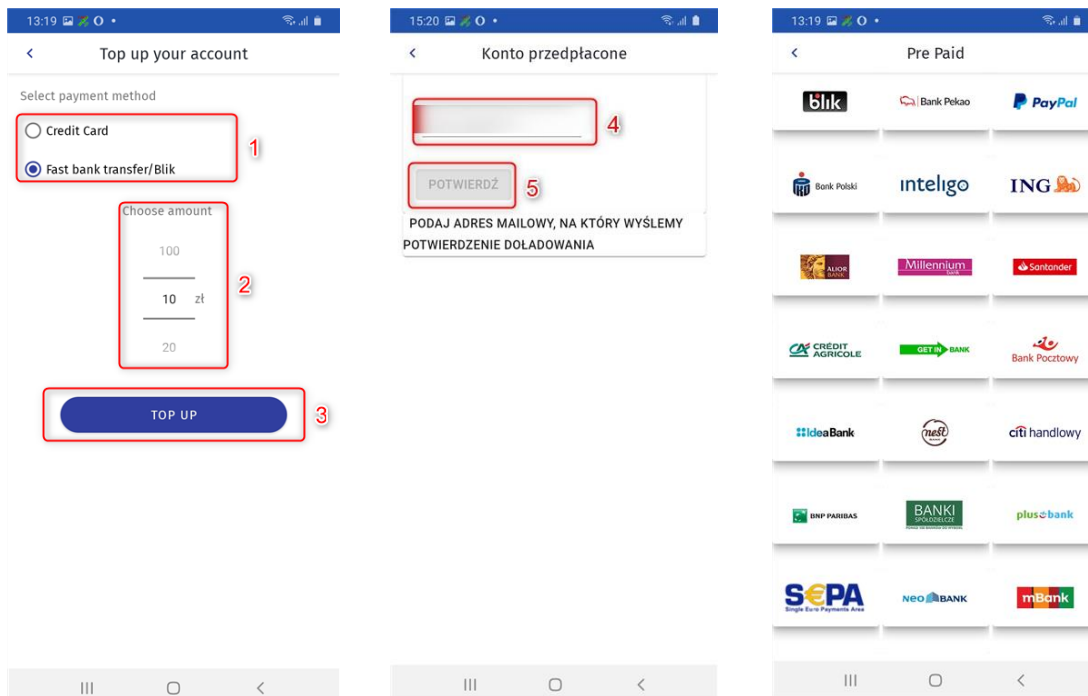 13:19
Top up your account
Select payment method
Credit Card
Fast bank transfer/Blik
1
Choose amount
100
10 zł
20
2
TOP UP
3
15:20
Konto przedpłacone
4
POTWIERDŹ
5
PODAJ ADRES MAILOWY, NA KTÓRY WYŚLEMY
POTWIERDZENIE DOŁADOWANIA
13:19
Pre Paid
blik Bank Pekao PayPal
Bank Polski inteligo ING
ALIOR BANK Millennium bank Santander
CRÉDIT AGRICOLE GETIN BANK Bank Pocztowy
IdeaBank nest BANK citi handlowy
BNP PARIBAS BANKI SPÓŁDZIELCZE plus bank
SEPA Single Euro Payments Area NEO BANK mBank